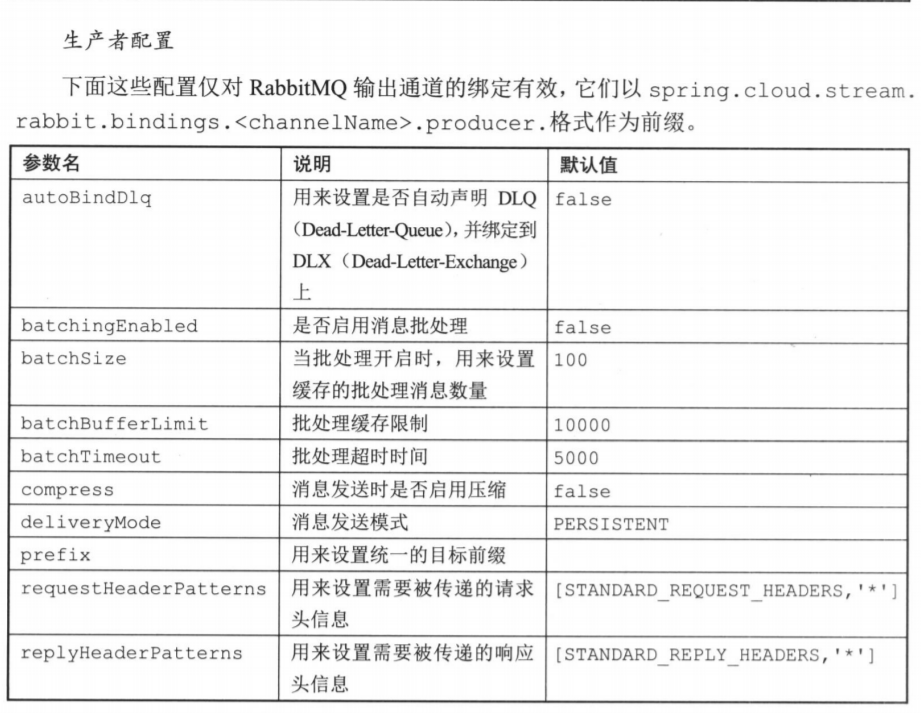 生产者配置
下面这些配置仅对 RabbitMQ 输出通道的绑定有效，它们以 spring.cloud.stream.
rabbit.bindings.<channelName>.producer.格式作为前缀。
参数名 说明 默认值
autoBindDlq 用来设置是否自动声明 DLQ false
（Dead-Letter-Queue），并绑定到
DLX（Dead-Letter-Exchange）
上
batchingEnabled 是否启用消息批处理 false
batchSize 当批处理开启时，用来设置 100
缓存的批处理消息数量
batchBufferLimit 批处理缓存限制 10000
batchTimeout 批处理超时时间 5000
compress 消息发送时是否启用压缩 false
deliveryMode 消息发送模式 PERSISTENT
prefix 用来设置统一的目标前缀
requestHeaderPatterns 用来设置需要被传递的请求 [STANDARD_REQUEST_HEADERS,'*']
头信息
replyHeaderPatterns 用来设置需要被传递的响应 [STANDARD_REPLY_HEADERS,'*']
头信息